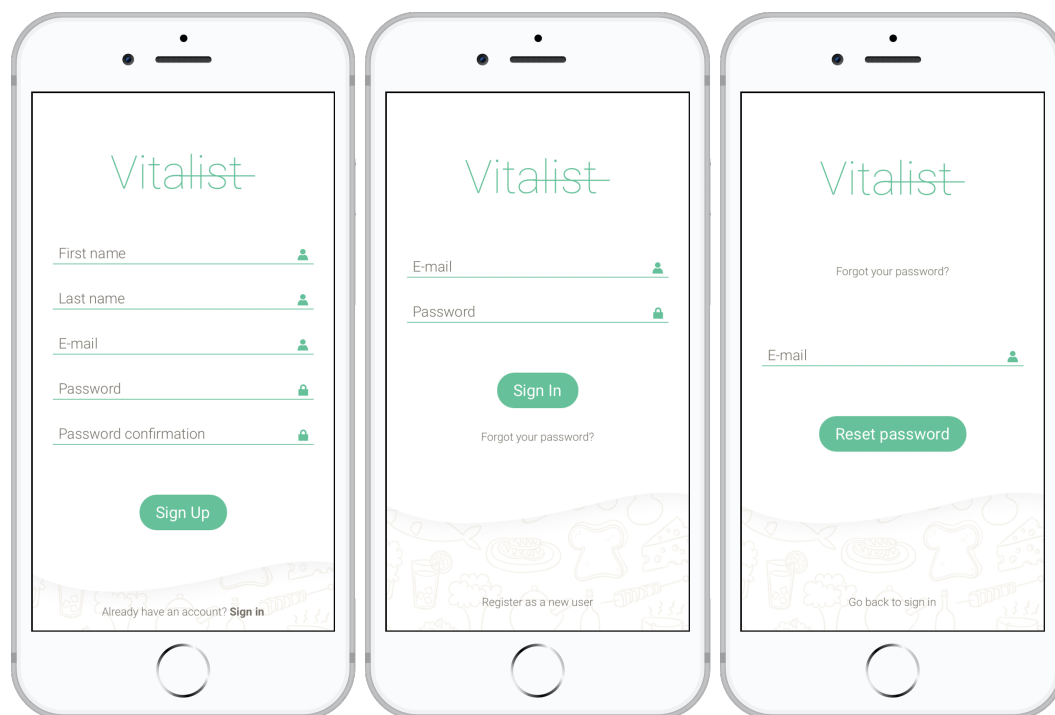 Vitalist
First name
Last name
E-mail
Password
Password confirmation
Sign Up
Already have an account? Sign in
Vitalist
E-mail
Password
Sign In
Forgot your password?
Register as a new user
Vitalist
Forgot your password?
E-mail
Reset password
Go back to sign in